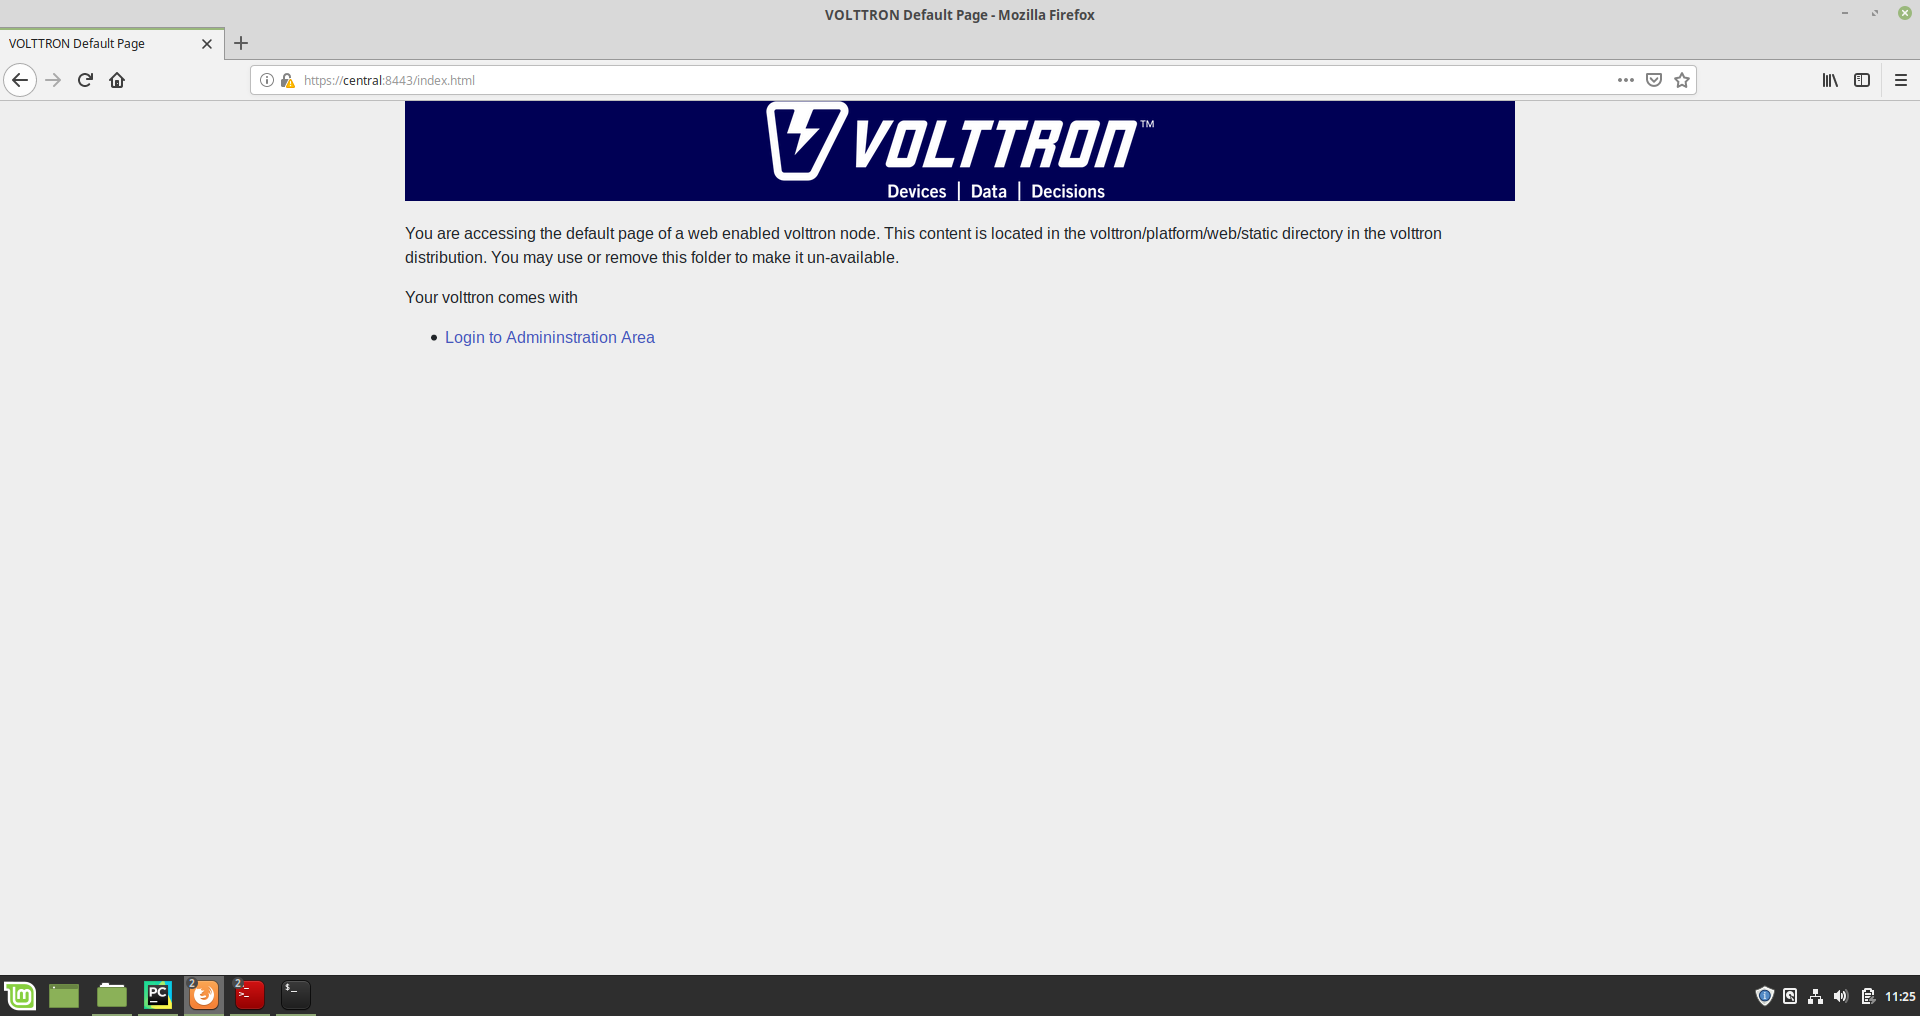 VOLTTRON Default Page - Mozilla Firefox
VOLTTRON Default Page
https://central:8443/index.html
VOLTTRON™
Devices | Data | Decisions
You are accessing the default page of a web enabled volttron node. This content is located in the volttron/platform/web/static directory in the volttron
distribution. You may use or remove this folder to make it un-available.
Your volttron comes with
• Login to Admininstration Area
PC
2
2
>_
$_
11:25